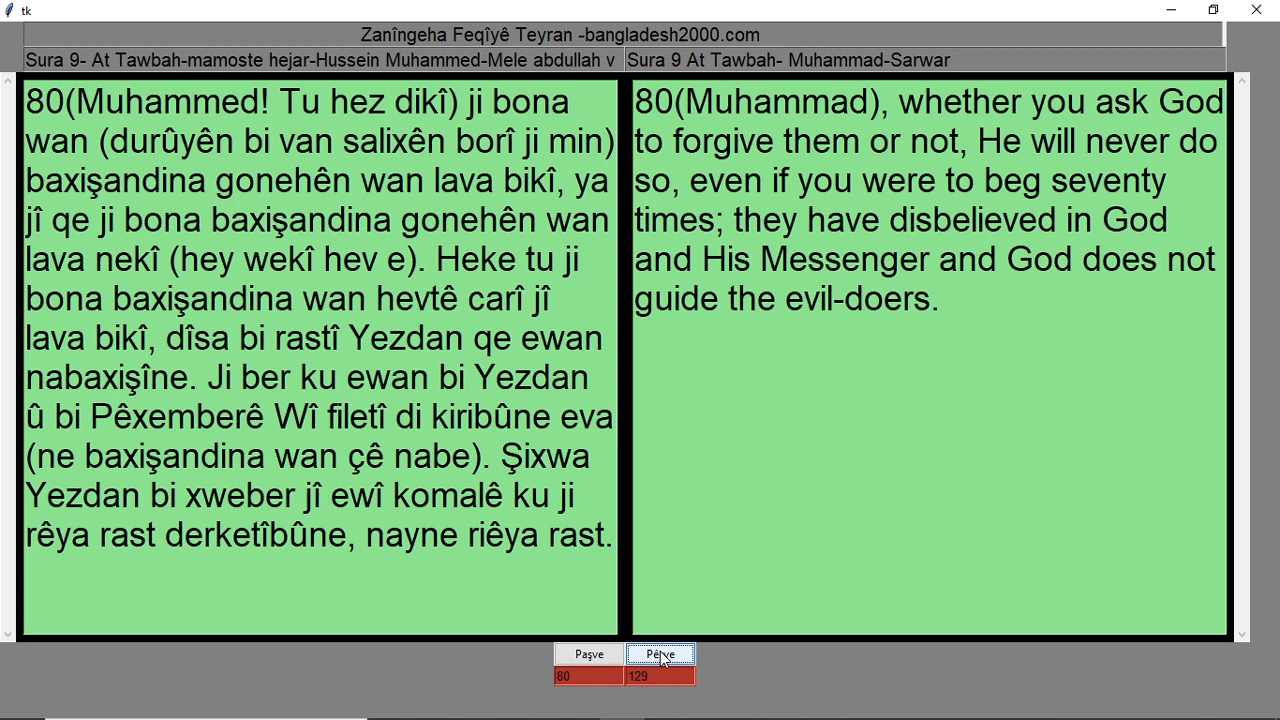 tk
Zanîngeha Feqîyê Teyran -bangladesh2000.com
Sura 9- At Tawbah-mamoste hejar-Hussein Muhammed-Mele abdullah v
Sura 9 At Tawbah- Muhammad-Sarwar
80(Muhammed! Tu hez dikî) ji bona
wan (durûyên bi van salixên borî ji min)
baxişandina gonehên wan lava bikî, ya
jî qe ji bona baxişandina gonehên wan
lava nekî (hey wekî hev e). Heke tu ji
bona baxişandina wan hevtê carî jî
lava bikî, dîsa bi rastî Yezdan qe ewan
nabaxişîne. Ji ber ku ewan bi Yezdan
û bi Pêxemberê Wî filetî di kiribûne eva
(ne baxişandina wan çê nabe). Şixwa
Yezdan bi xweber jî ewî komalê ku ji
rêya rast derketîbûne, nayne riêya rast.
80(Muhammad), whether you ask God
to forgive them or not, He will never do
so, even if you were to beg seventy
times; they have disbelieved in God
and His Messenger and God does not
guide the evil-doers.
Paşve
80
129